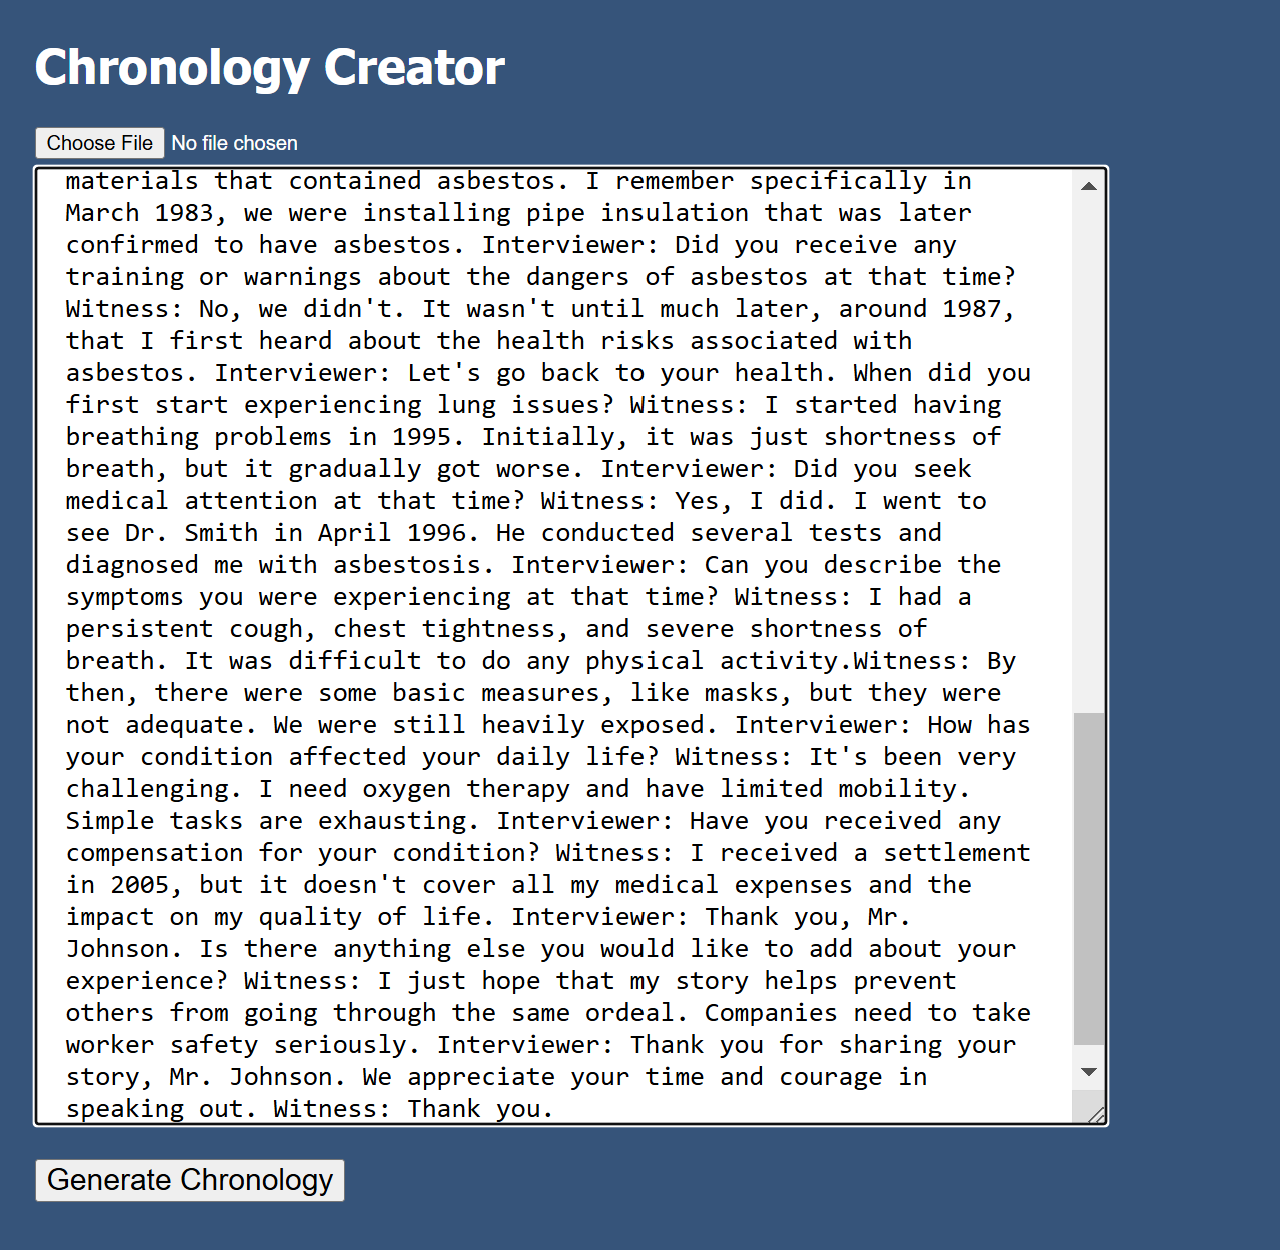 Chronology Creator
Choose File No file chosen
materials that contained asbestos. I remember specifically in
March 1983, we were installing pipe insulation that was later
confirmed to have asbestos. Interviewer: Did you receive any
training or warnings about the dangers of asbestos at that time?
Witness: No, we didn't. It wasn't until much later, around 1987,
that I first heard about the health risks associated with
asbestos. Interviewer: Let's go back to your health. When did you
first start experiencing lung issues? Witness: I started having
breathing problems in 1995. Initially, it was just shortness of
breath, but it gradually got worse. Interviewer: Did you seek
medical attention at that time? Witness: Yes, I did. I went to
see Dr. Smith in April 1996. He conducted several tests and
diagnosed me with asbestosis. Interviewer: Can you describe the
symptoms you were experiencing at that time? Witness: I had a
persistent cough, chest tightness, and severe shortness of
breath. It was difficult to do any physical activity.Witness: By
then, there were some basic measures, like masks, but they were
not adequate. We were still heavily exposed. Interviewer: How has
your condition affected your daily life? Witness: It's been very
challenging. I need oxygen therapy and have limited mobility.
Simple tasks are exhausting. Interviewer: Have you received any
compensation for your condition? Witness: I received a settlement
in 2005, but it doesn't cover all my medical expenses and the
impact on my quality of life. Interviewer: Thank you, Mr.
Johnson. Is there anything else you would like to add about your
experience? Witness: I just hope that my story helps prevent
others from going through the same ordeal. Companies need to take
worker safety seriously. Interviewer: Thank you for sharing your
story, Mr. Johnson. We appreciate your time and courage in
speaking out. Witness: Thank you.
Generate Chronology